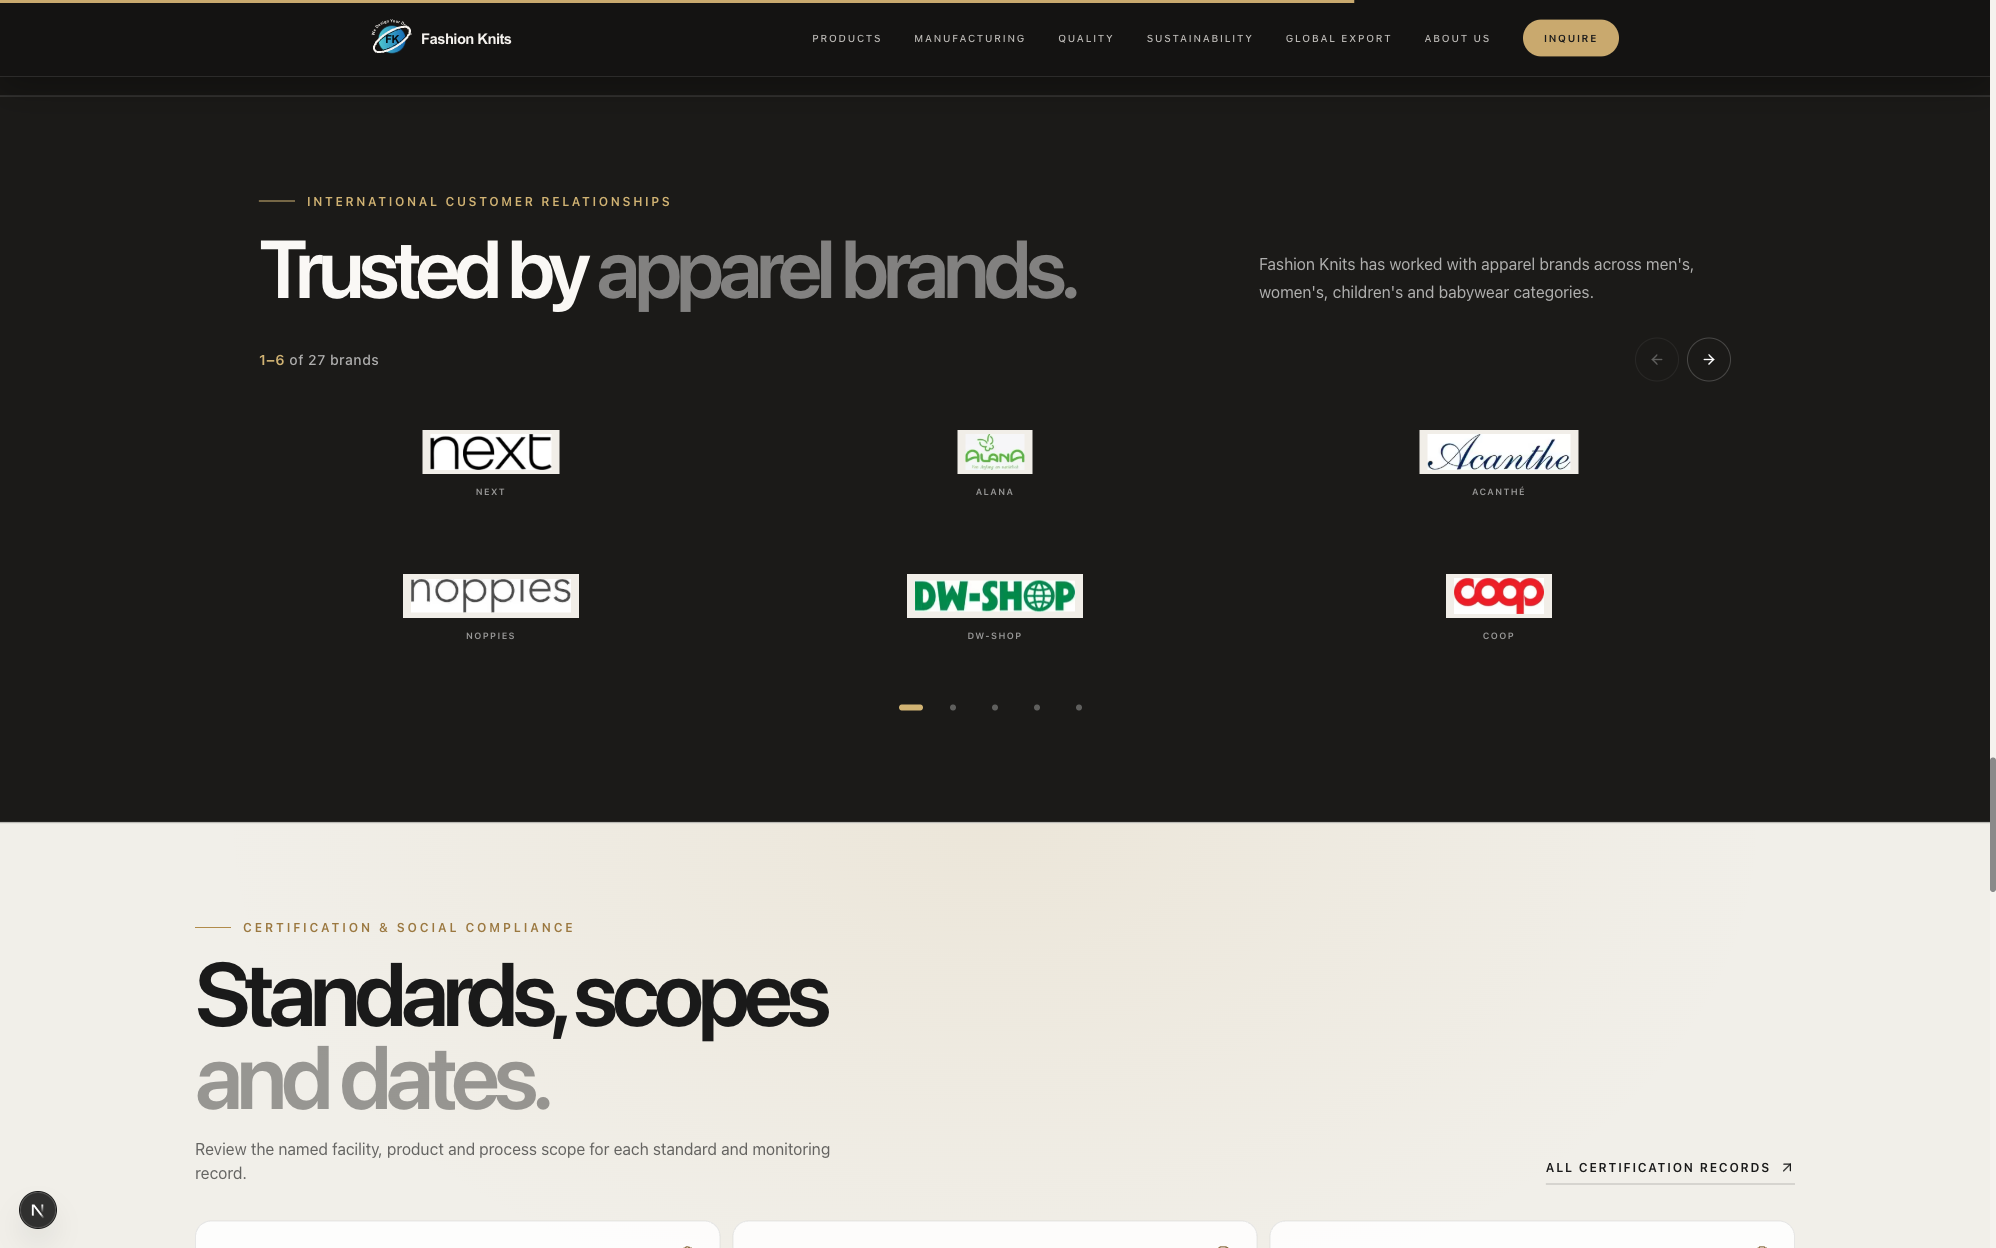 FK
Fashion Knits
PRODUCTS
MANUFACTURING
QUALITY
SUSTAINABILITY
GLOBAL EXPORT
ABOUT US
INQUIRE
INTERNATIONAL CUSTOMER RELATIONSHIPS
Trusted by apparel brands.
Fashion Knits has worked with apparel brands across men's,
women's, children's and babywear categories.
1–6 of 27 brands
next
NEXT
ALANA
ALANA
Acanthe
ACANTHÉ
noppies
NOPPIES
DW-SHOP
DW-SHOP
coop
COOP
CERTIFICATION & SOCIAL COMPLIANCE
Standards, scopes
and dates.
Review the named facility, product and process scope for each standard and monitoring
record.
ALL CERTIFICATION RECORDS
N